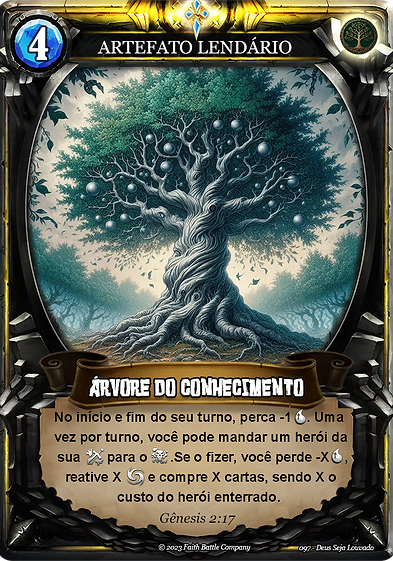 4
ARTEFATO LENDÁRIO
ÁRVORE DO CONHECIMENTO
No início e fim do seu turno, perca -1 . Uma
vez por turno, você pode mandar um herói da
sua para o .Se o fizer, você perde -X ,
reative X e compre X cartas, sendo X o
custo do herói enterrado.
Gênesis 2:17
© 2023 Faith Battle Company
097 - Deus Seja Louvado